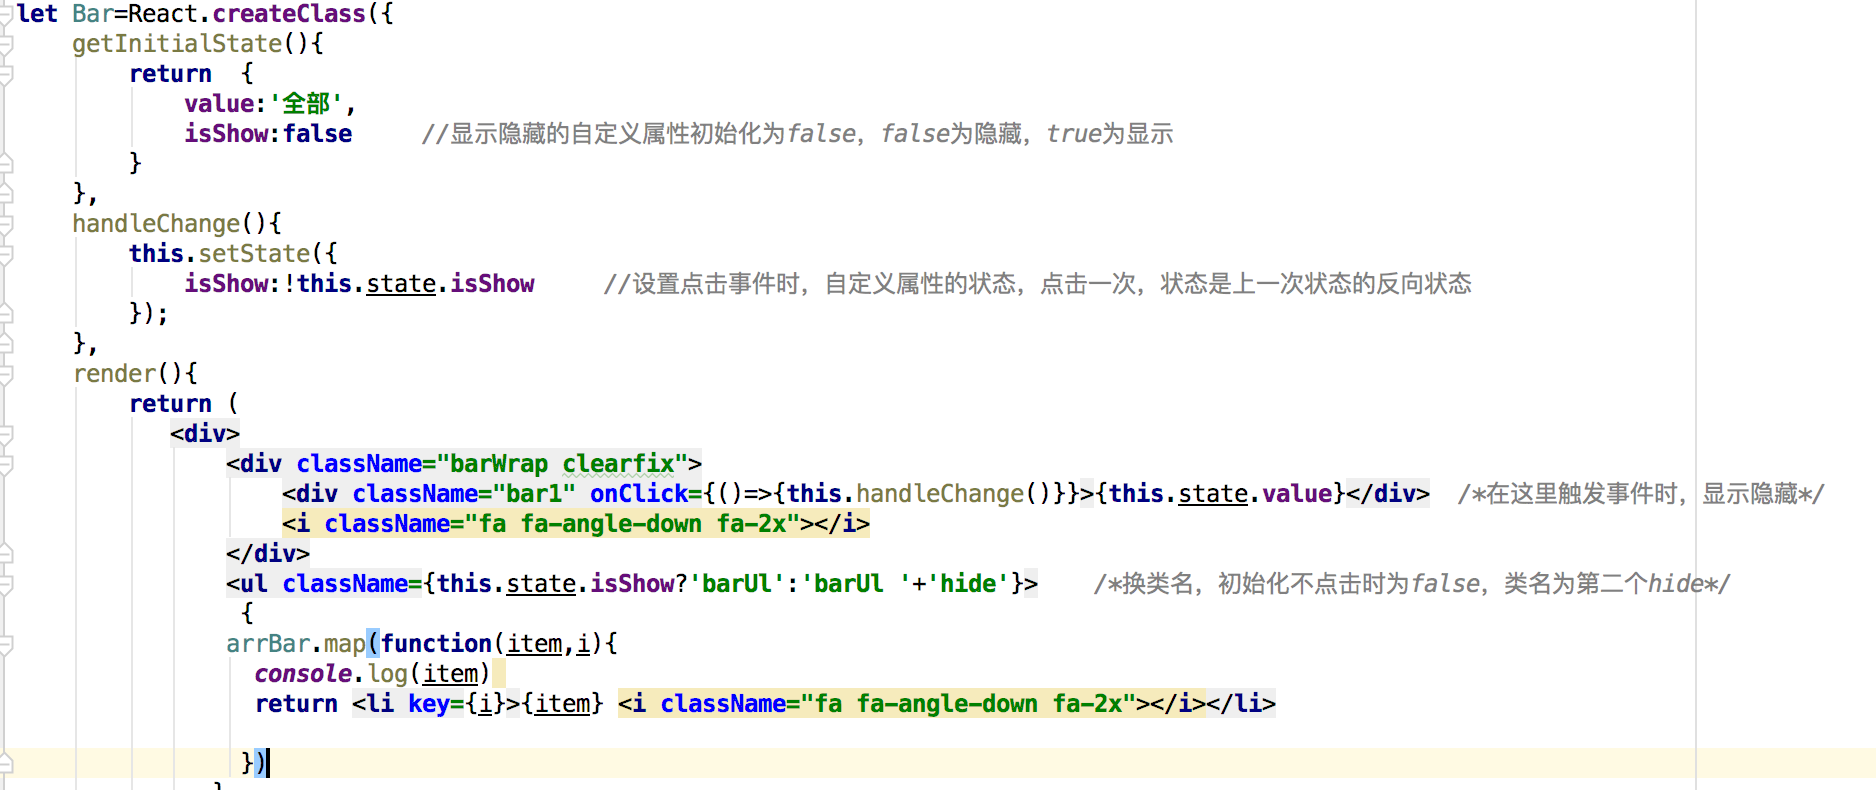 let Bar=React.createClass({
getInitialState(){
return  {
value:'全部',
isShow:false     //显示隐藏的自定义属性初始化为false，false为隐藏，true为显示
}
},
handleChange(){
this.setState({
isShow:!this.state.isShow     //设置点击事件时，自定义属性的状态，点击一次，状态是上一次状态的反向状态
});
},
render(){
return (
<div>
<div className="barWrap clearfix">
<div className="bar1" onClick={()=>{this.handleChange()}}>{this.state.value}</div>  /*在这里触发事件时，显示隐藏*/
<i className="fa fa-angle-down fa-2x"></i>
</div>
<ul className={this.state.isShow?'barUl':'barUl '+'hide'}>    /*换类名，初始化不点击时为false，类名为第二个hide*/
{
arrBar.map(function(item,i){
console.log(item)
return <li key={i}>{item} <i className="fa fa-angle-down fa-2x"></i></li>
})